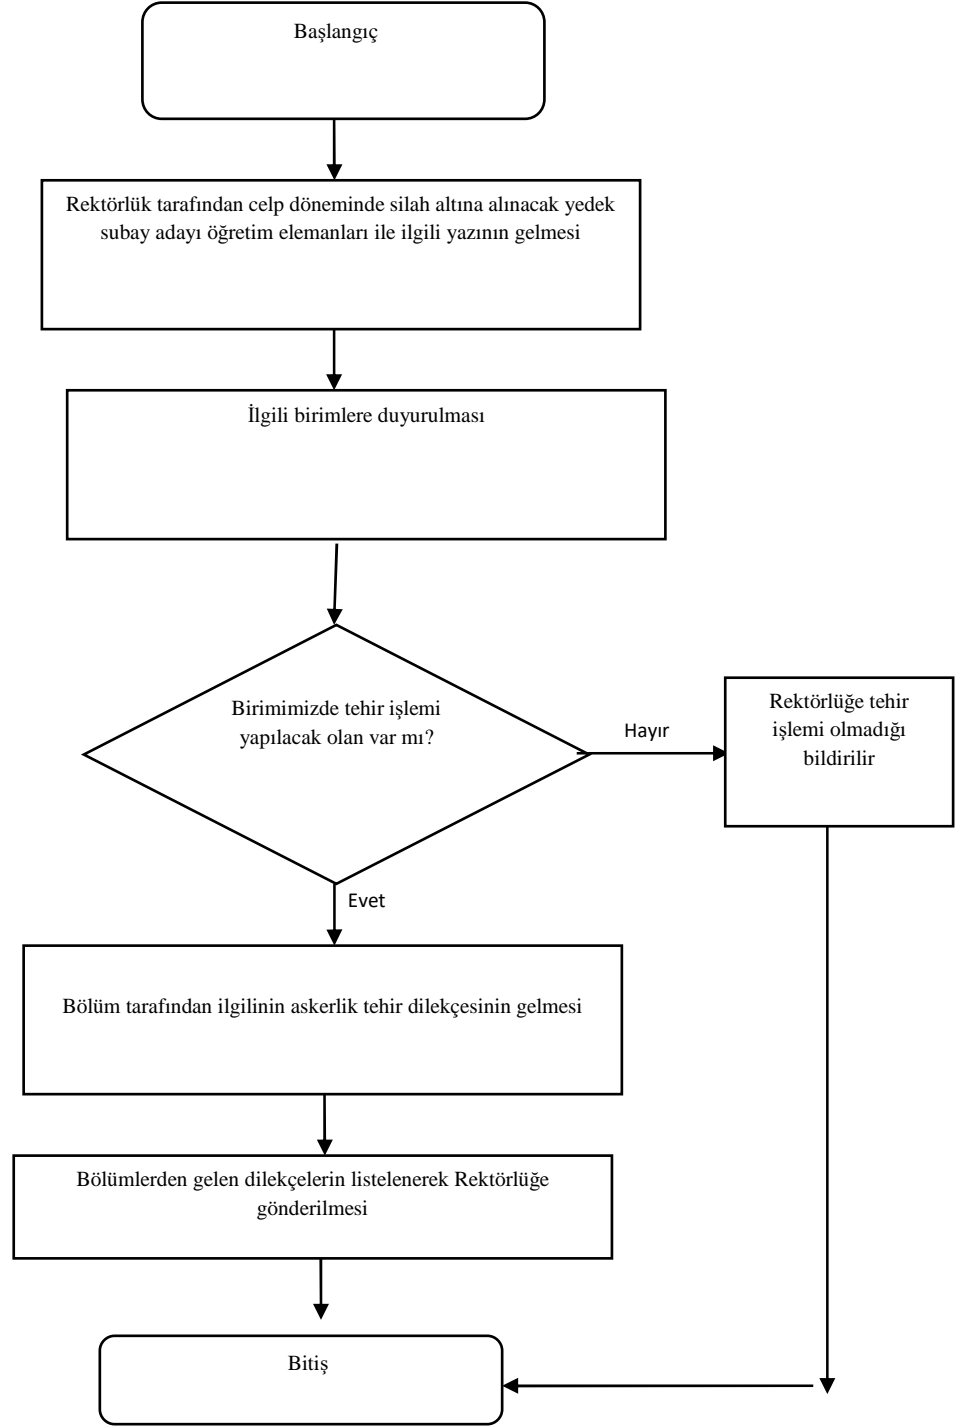 Başlangıç
Rektörlük tarafından celp döneminde silah altına alınacak yedek
subay adayı öğretim elemanları ile ilgili yazının gelmesi
İlgili birimlere duyurulması
Birimimizde tehir işlemi
yapılacak olan var mı?
Hayır
Rektörlüğe tehir
işlemi olmadığı
bildirilir
Evet
Bölüm tarafından ilgilinin askerlik tehir dilekçesinin gelmesi
Bölümlerden gelen dilekçelerin listelenerek Rektörlüğe
gönderilmesi
Bitiş